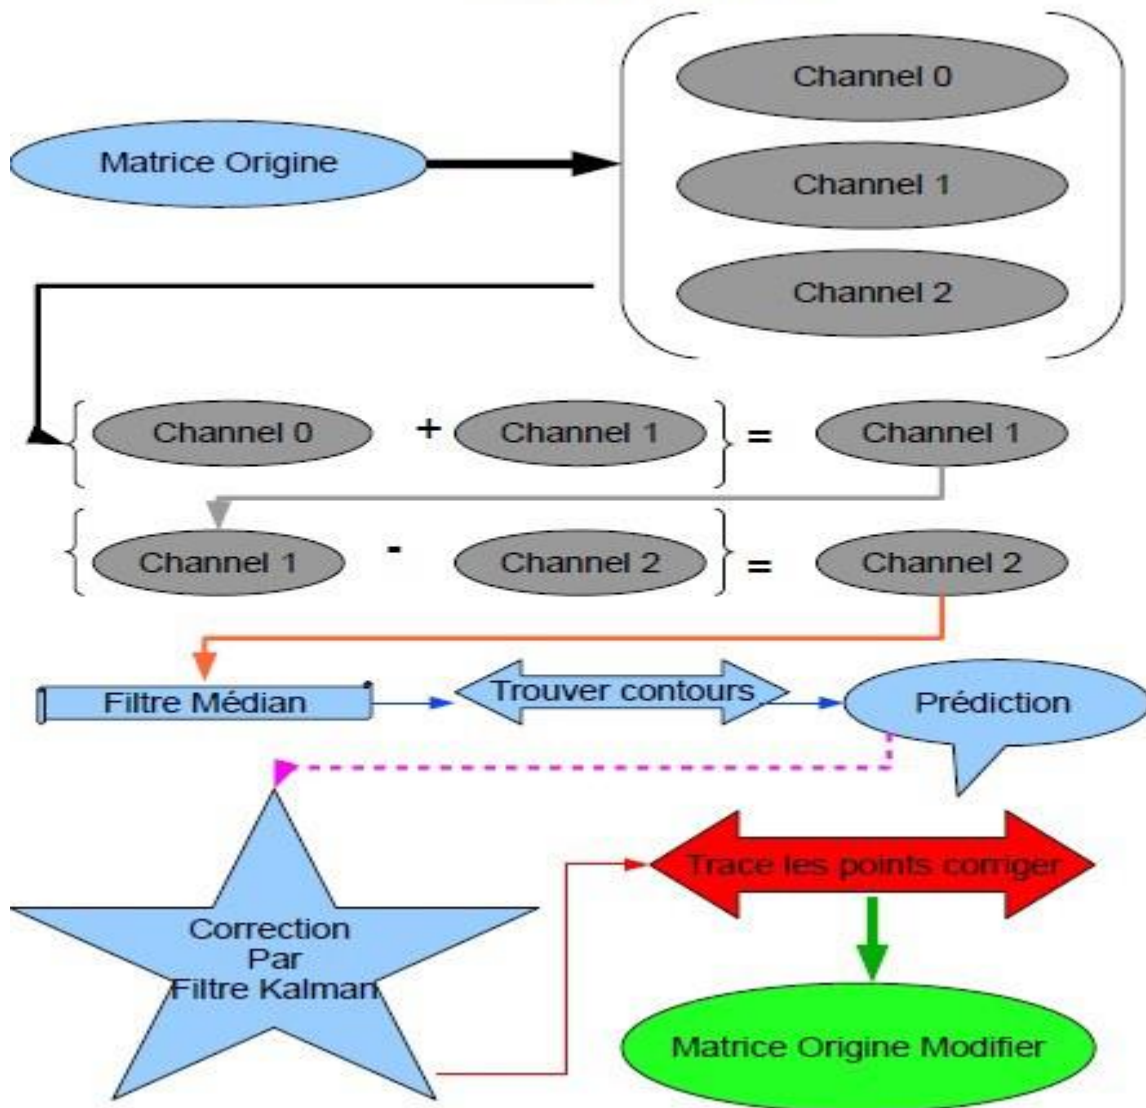 Channel 0
Matrice Origine
Channel 1
Channel 2
Channel 0 + Channel 1 = Channel 1
Channel 1 - Channel 2 = Channel 2
Filtre Médian
Trouver contours
Prédiction
Correction
Par
Filtre Kalman
Trace les points corriger
Matrice Origine Modifier